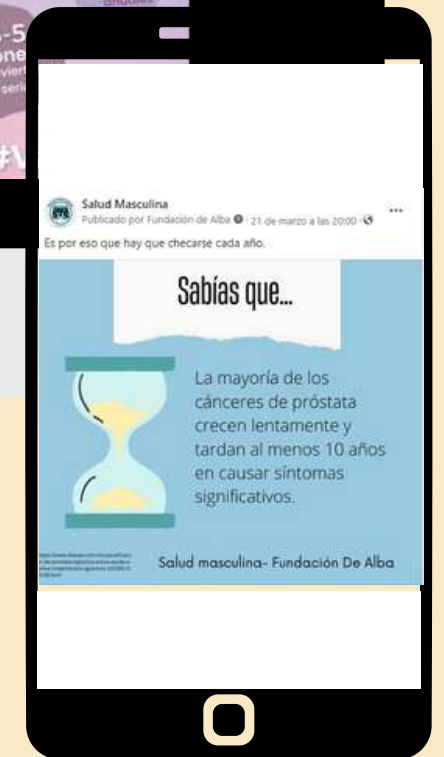 anuales
Salud Masculina
Publicado por Fundación de Alba · 21 de marzo a las 20:00 ·
Es por eso que hay que checarse cada año.
Sabías que...
La mayoría de los
cánceres de próstata
crecen lentamente y
tardan al menos 10 años
en causar síntomas
significativos.
Salud masculina- Fundación De Alba